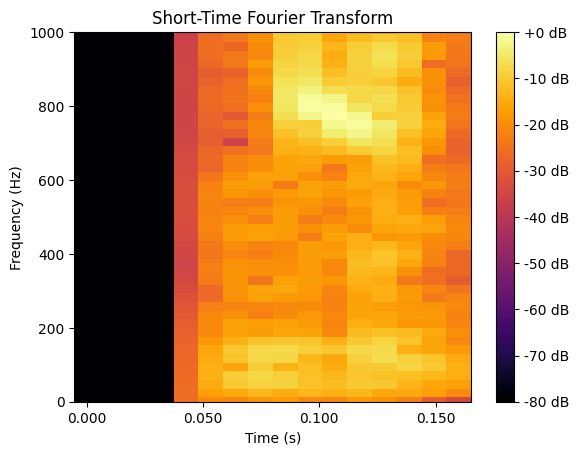 Short-Time Fourier Transform
1000
800
600
400
200
0
Frequency (Hz)
0.000
0.050
0.100
0.150
Time (s)
+0 dB
-10 dB
-20 dB
-30 dB
-40 dB
-50 dB
-60 dB
-70 dB
-80 dB